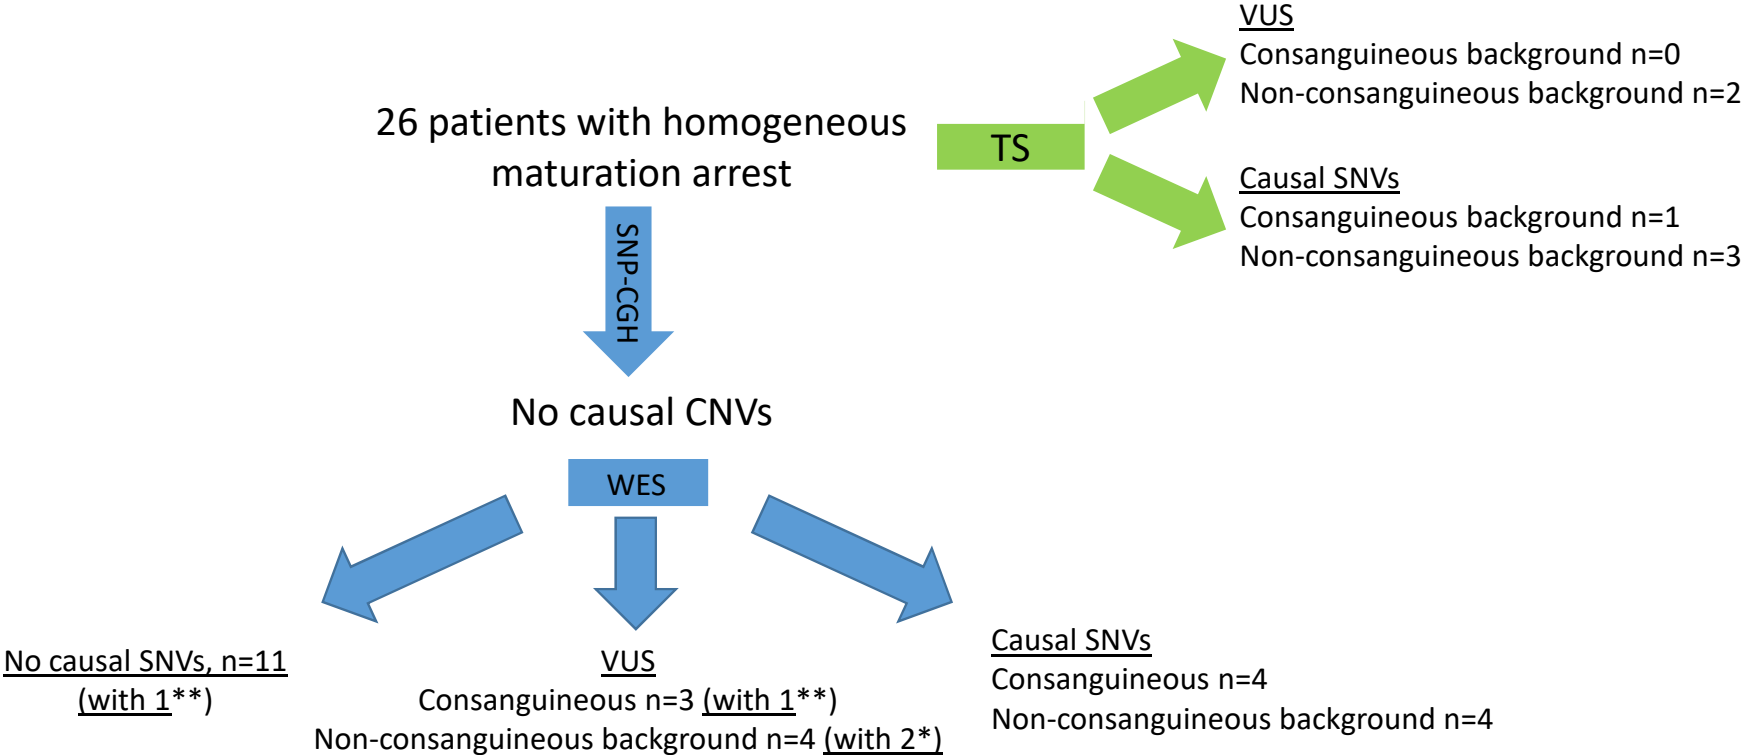 VUS
Consanguineous background n=0
Non-consanguineous background n=2
26 patients with homogeneous
maturation arrest
TS
Causal SNVs
Consanguineous background n=1
Non-consanguineous background n=3
SNP-CGH
No causal CNVs
WES
No causal SNVs, n=11
(with 1**)
VUS
Consanguineous n=3 (with 1**)
Non-consanguineous background n=4 (with 2*)
Causal SNVs
Consanguineous n=4
Non-consanguineous background n=4